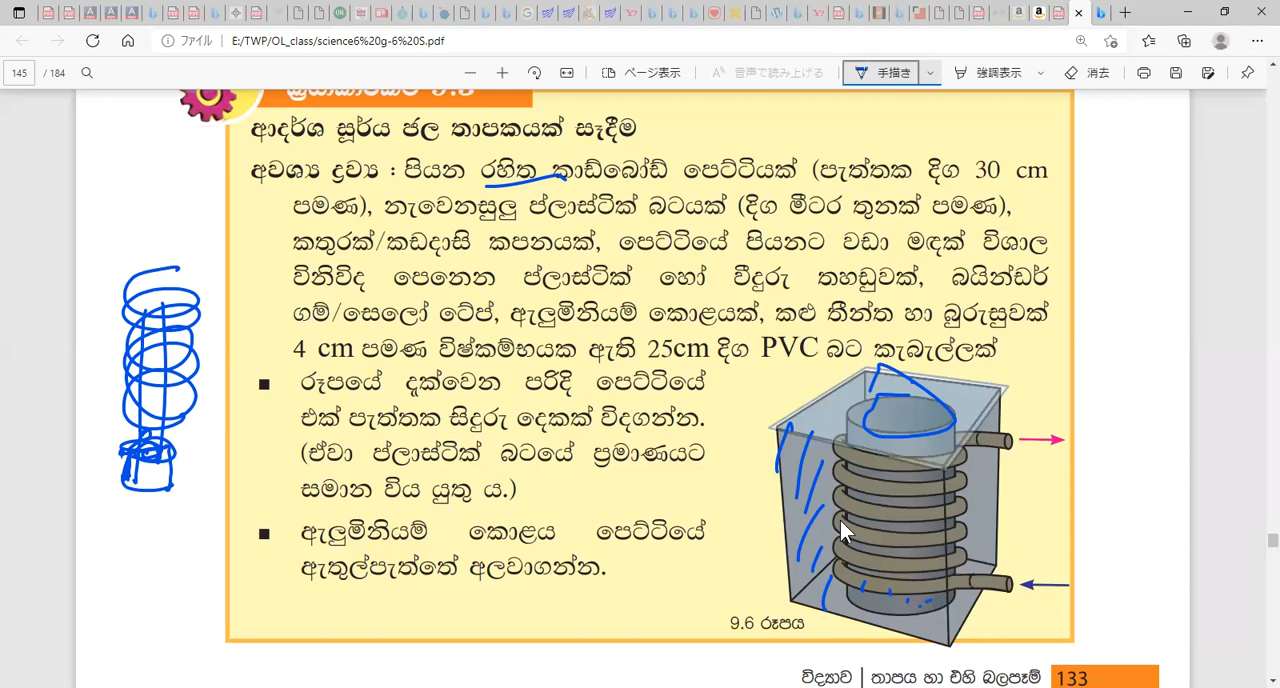 ファイル E:/TWP/OL_class/science6%20g-6%20S.pdf
145 / 184 ページ表示 音声で読み上げる 手描き 強調表示 消去
ආදර්ශ සූර්ය ජල තාපකයක් සෑදීම
අවශ්‍ය ද්‍රව්‍ය : පියන රහිත කාඩ්බෝඩ් පෙට්ටියක් (පැත්තක දිග 30 cm
පමණ), නැවෙනසුලු ප්ලාස්ටික් බටයක් (දිග මීටර තුනක් පමණ),
කතුරක්/කඩදාසි කපනයක්, පෙට්ටියේ පියනට වඩා මඳක් විශාල
විනිවිද පෙනෙන ප්ලාස්ටික් හෝ වීදුරු තහඩුවක්, බයින්ඩර්
ගම්/සෙලෝ ටේප්, ඇලුමිනියම් කොළයක්, කළු තීන්ත හා බුරුසුවක්
4 cm පමණ විෂ්කම්භයක ඇති 25cm දිග PVC බට කැබැල්ලක්
■ රූපයේ දැක්වෙන පරිදි පෙට්ටියේ
එක් පැත්තක සිදුරු දෙකක් විදගන්න.
(ඒවා ප්ලාස්ටික් බටයේ ප්‍රමාණයට
සමාන විය යුතු ය.)
■ ඇලුමිනියම් කොළය පෙට්ටියේ
ඇතුල්පැත්තේ අලවාගන්න.
9.6 රූපය
විද්‍යාව | තාපය හා එහි බලපෑම් 133